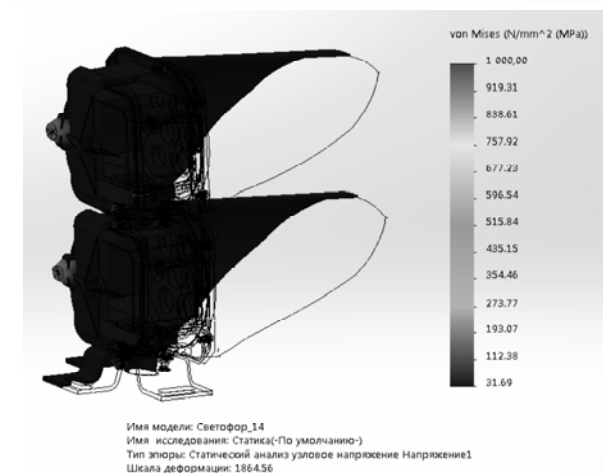 von Mises (N/mm^2 (MPa))
1 000,00
919.31
838.61
757.92
677.23
596.54
515.84
435.15
354.46
273.77
193.07
112.38
31.69
Имя модели: Светофор_14
Имя исследования: Статика(-По умолчанию-)
Тип эпюры: Статический анализ узловое напряжение Напряжение1
Шкала деформации: 1864.56